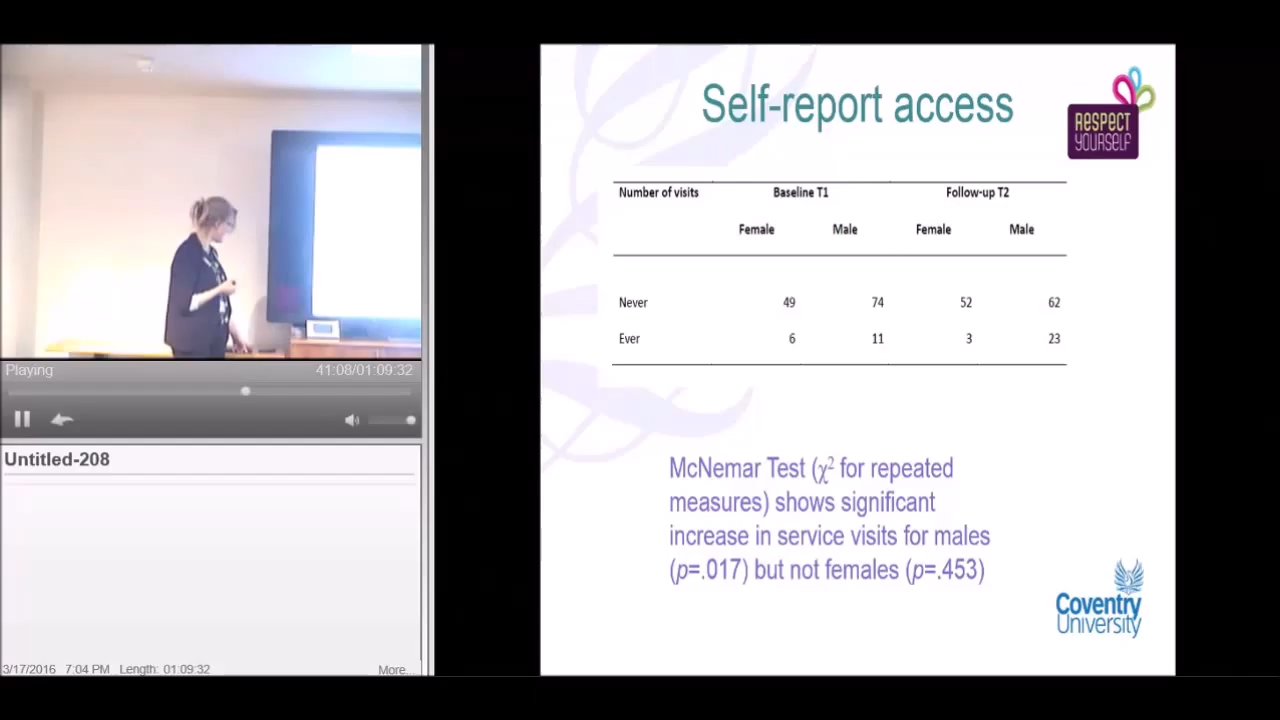 Playing 41:08/01:09:32
Untitled-208
3/17/2016 7:04 PM Length: 01:09:32 More...
Self-report access
RESPECT
YOURSELF
Number of visits Baseline T1 Follow-up T2
Female Male Female Male
Never 49 74 52 62
Ever 6 11 3 23
McNemar Test (χ² for repeated
measures) shows significant
increase in service visits for males
(p=.017) but not females (p=.453)
Coventry
University